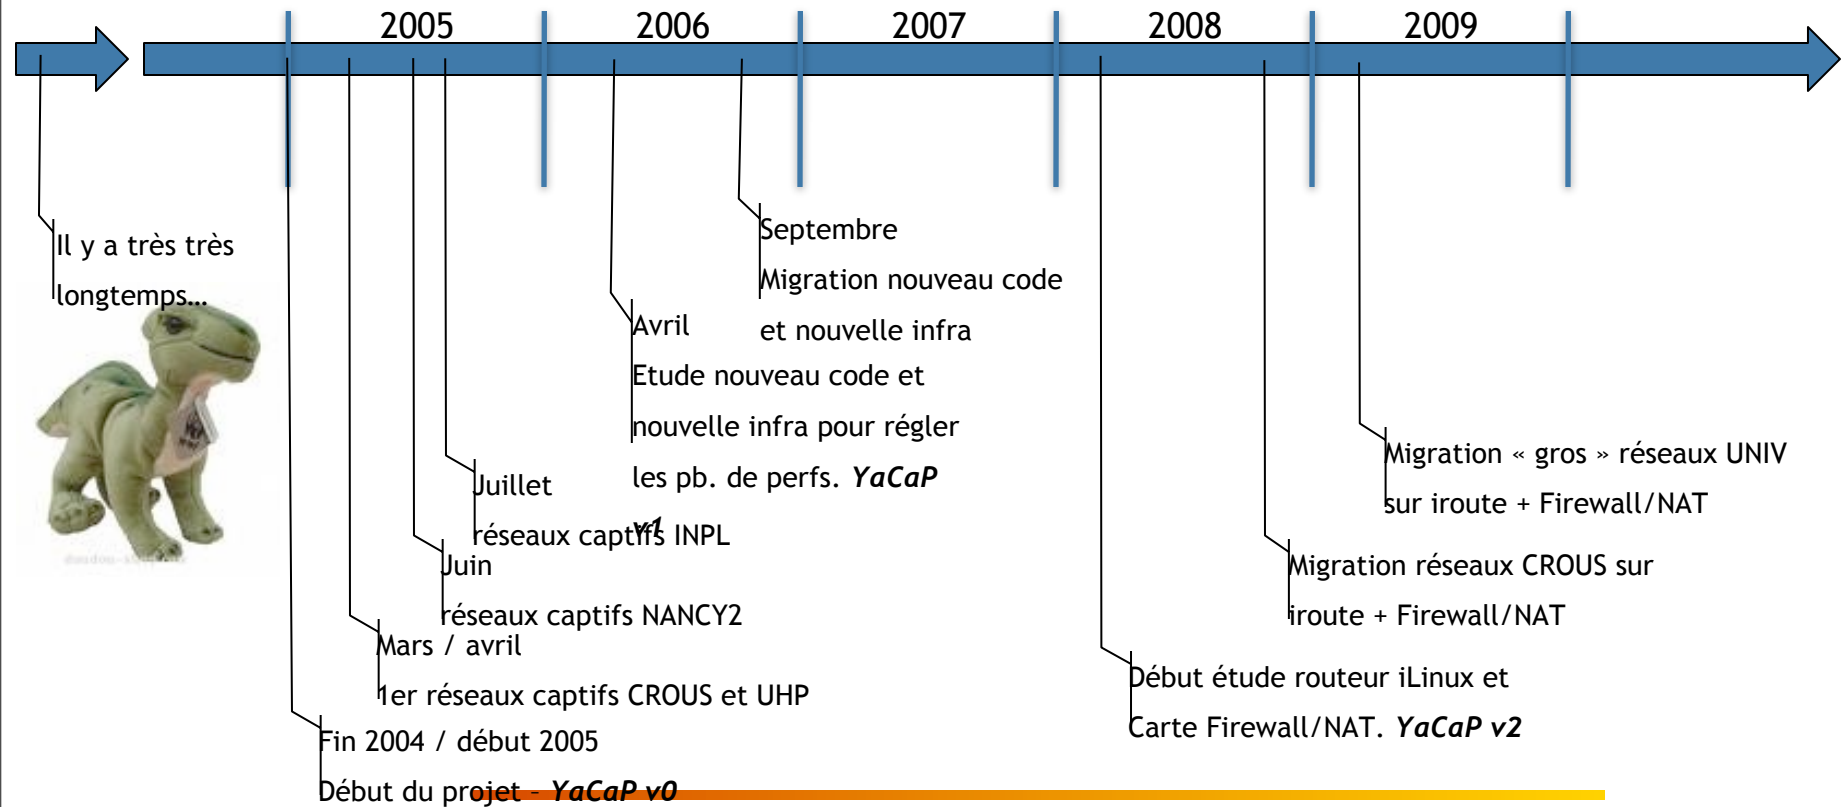 2005
2006
2007
2008
2009
Il y a très très
longtemps…
Septembre
Migration nouveau code
et nouvelle infra
Avril
Etude nouveau code et
nouvelle infra pour régler
les pb. de perfs. YaCaP
v1
Juillet
réseaux captifs INPL
Juin
réseaux captifs NANCY2
Mars / avril
1er réseaux captifs CROUS et UHP
Fin 2004 / début 2005
Début du projet – YaCaP v0
Migration « gros » réseaux UNIV
sur iroute + Firewall/NAT
Migration réseaux CROUS sur
iroute + Firewall/NAT
Début étude routeur iLinux et
Carte Firewall/NAT. YaCaP v2